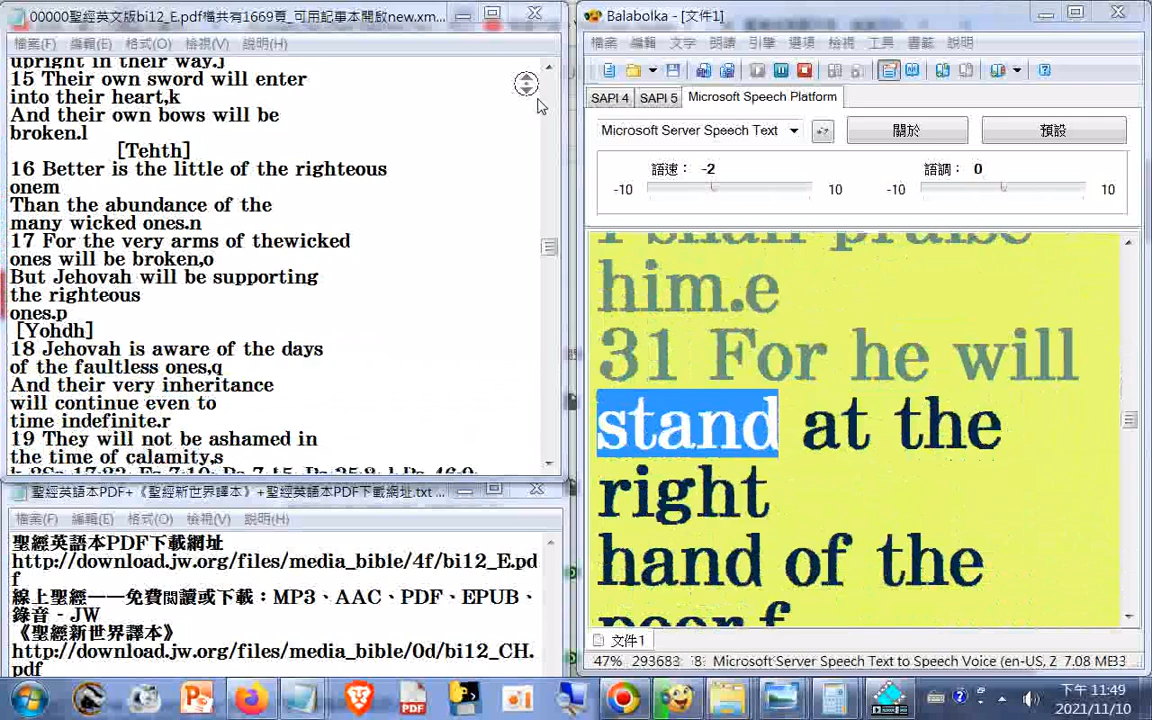 00000聖經英文版bi12_E.pdf檔共有1669頁_可用記事本開啟new.xm...
檔案(F) 編輯(E) 格式(O) 檢視(V) 說明(H)
upright in their way.j
15 Their own sword will enter
into their heart,k
And their own bows will be
broken.l
[Tehth]
16 Better is the little of the righteous
onem
Than the abundance of the
many wicked ones.n
17 For the very arms of thewicked
ones will be broken,o
But Jehovah will be supporting
the righteous
ones.p
[Yohdh]
18 Jehovah is aware of the days
of the faultless ones,q
And their very inheritance
will continue even to
time indefinite.r
19 They will not be ashamed in
the time of calamity,s
聖經英語本PDF+《聖經新世界譯本》+聖經英語本PDF下載網址.txt ...
檔案(F) 編輯(E) 格式(O) 檢視(V) 說明(H)
聖經英語本PDF下載網址
http://download.jw.org/files/media_bible/4f/bi12_E.pd
f
線上聖經——免費閱讀或下載：MP3、AAC、PDF、EPUB、
錄音 - JW
《聖經新世界譯本》
http://download.jw.org/files/media_bible/0d/bi12_CH.
pdf
Balabolka - [文件1]
檔案 編輯 文字 朗讀 引擎 選項 檢視 工具 書籤 說明
SAPI 4 SAPI 5 Microsoft Speech Platform
Microsoft Server Speech Text 關於 預設
語速： -2 語調： 0
-10 10 -10 10
I shall praise
him.e
31 For he will
stand at the
right
hand of the
poor.f
文件1
47% 293683 Microsoft Server Speech Text to Speech Voice (en-US, Z 7.08 MB
下午 11:49
2021/11/10